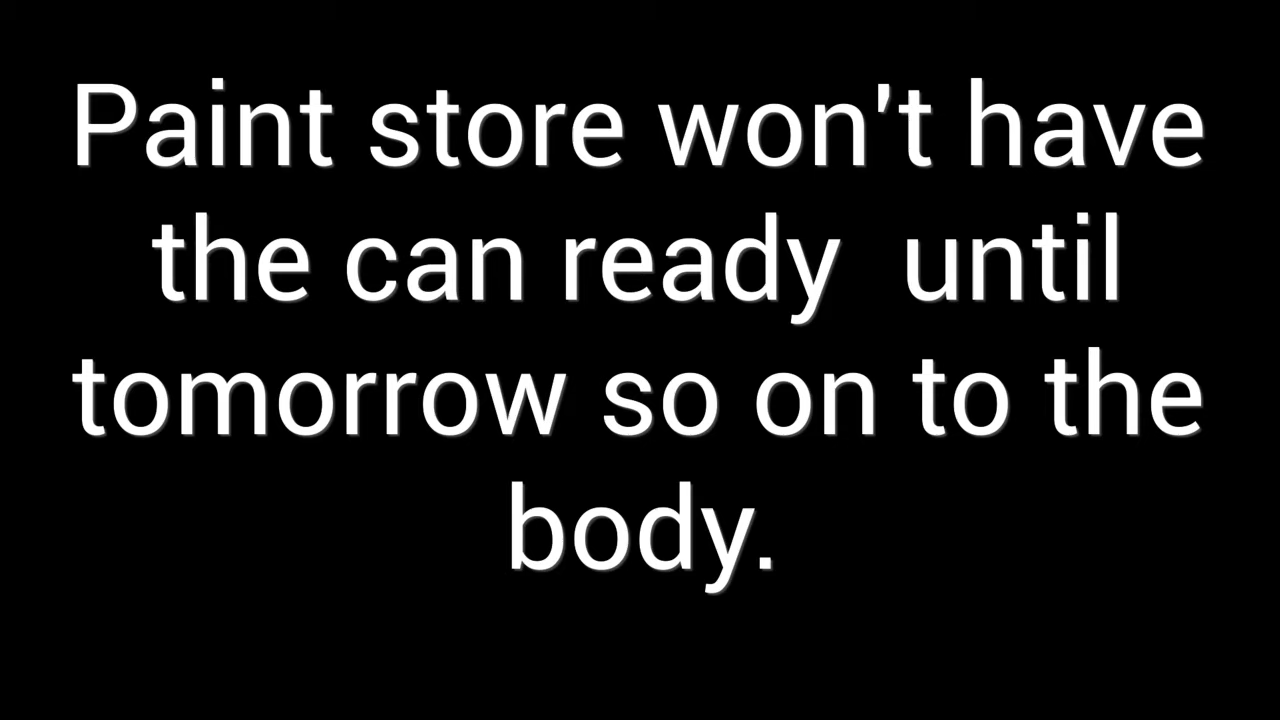 Paint store won't have
the can ready  until
tomorrow so on to the
body.